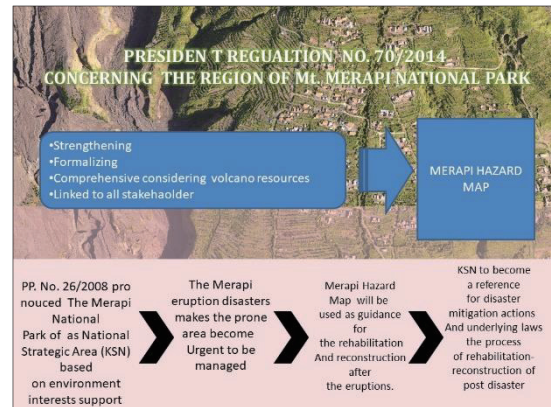 PRESIDEN T REGUALTION NO. 70/2014
CONCERNING THE REGION OF Mt. MERAPI NATIONAL PARK
•Strengthening
•Formalizing
•Comprehensive considering volcano resources
•Linked to all stakehaolder
MERAPI HAZARD
MAP
PP. No. 26/2008 pro
nouced The Merapi
National
Park of as National
Strategic Area (KSN)
based
on environment
interests support
The Merapi
eruption disasters
makes the prone
area become
Urgent to be
managed
Merapi Hazard
Map will be
used as guidance
for
the rehabilitation
And reconstruction
after
the eruptions.
KSN to become
a reference
for disaster
mitigation actions
And underlying laws
the process
of rehabilitation-
reconstruction of
post disaster